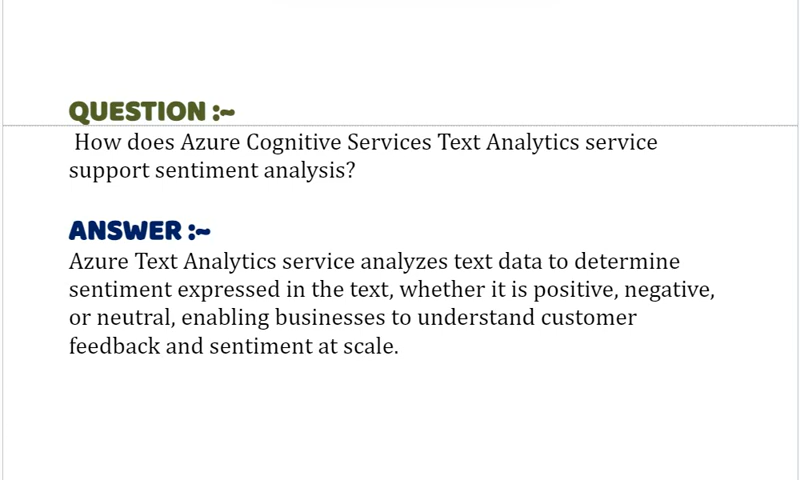 QUESTION :~
How does Azure Cognitive Services Text Analytics service
support sentiment analysis?
ANSWER :~
Azure Text Analytics service analyzes text data to determine
sentiment expressed in the text, whether it is positive, negative,
or neutral, enabling businesses to understand customer
feedback and sentiment at scale.